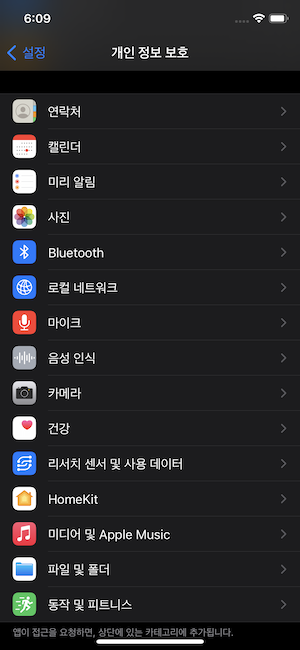 6:09
설정
개인 정보 보호
연락처
캘린더
미리 알림
사진
Bluetooth
로컬 네트워크
마이크
음성 인식
카메라
건강
리서치 센서 및 사용 데이터
HomeKit
미디어 및 Apple Music
파일 및 폴더
동작 및 피트니스
앱이 접근을 요청하면, 상단에 있는 카테고리에 추가됩니다.